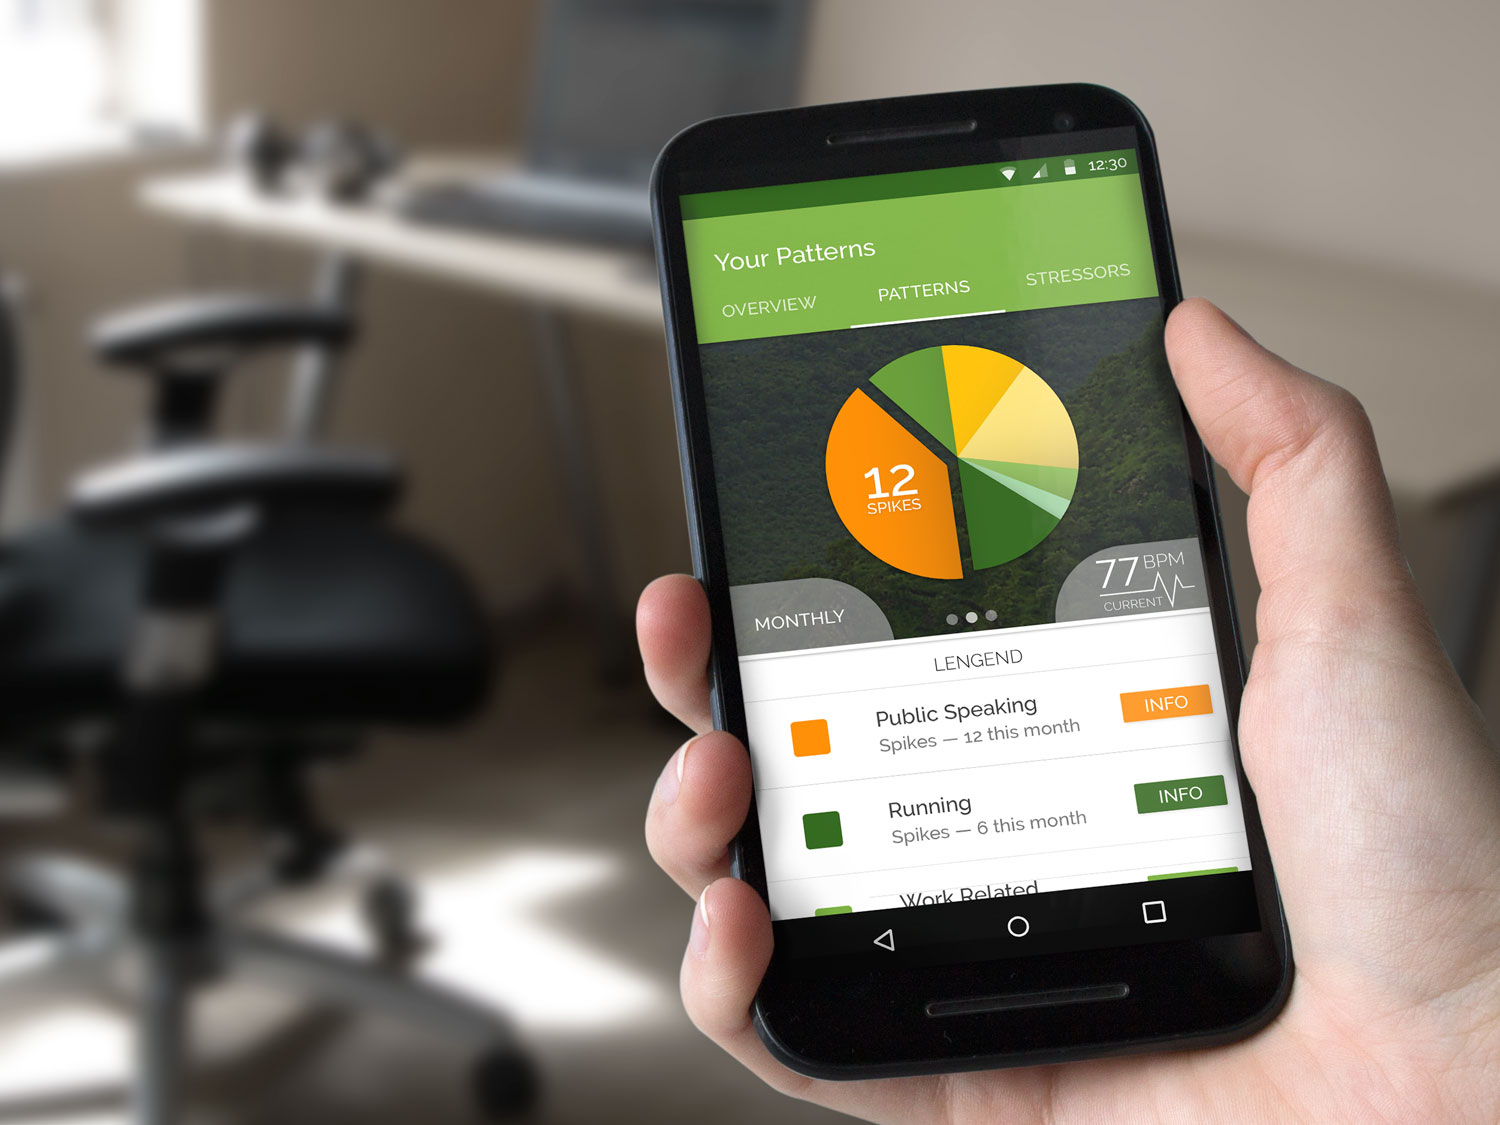 12:30
Your Patterns
OVERVIEW PATTERNS STRESSORS
12
SPIKES
77 BPM
CURRENT
MONTHLY
LENGEND
Public Speaking
Spikes — 12 this month
INFO
Running
Spikes — 6 this month
INFO
Work Related